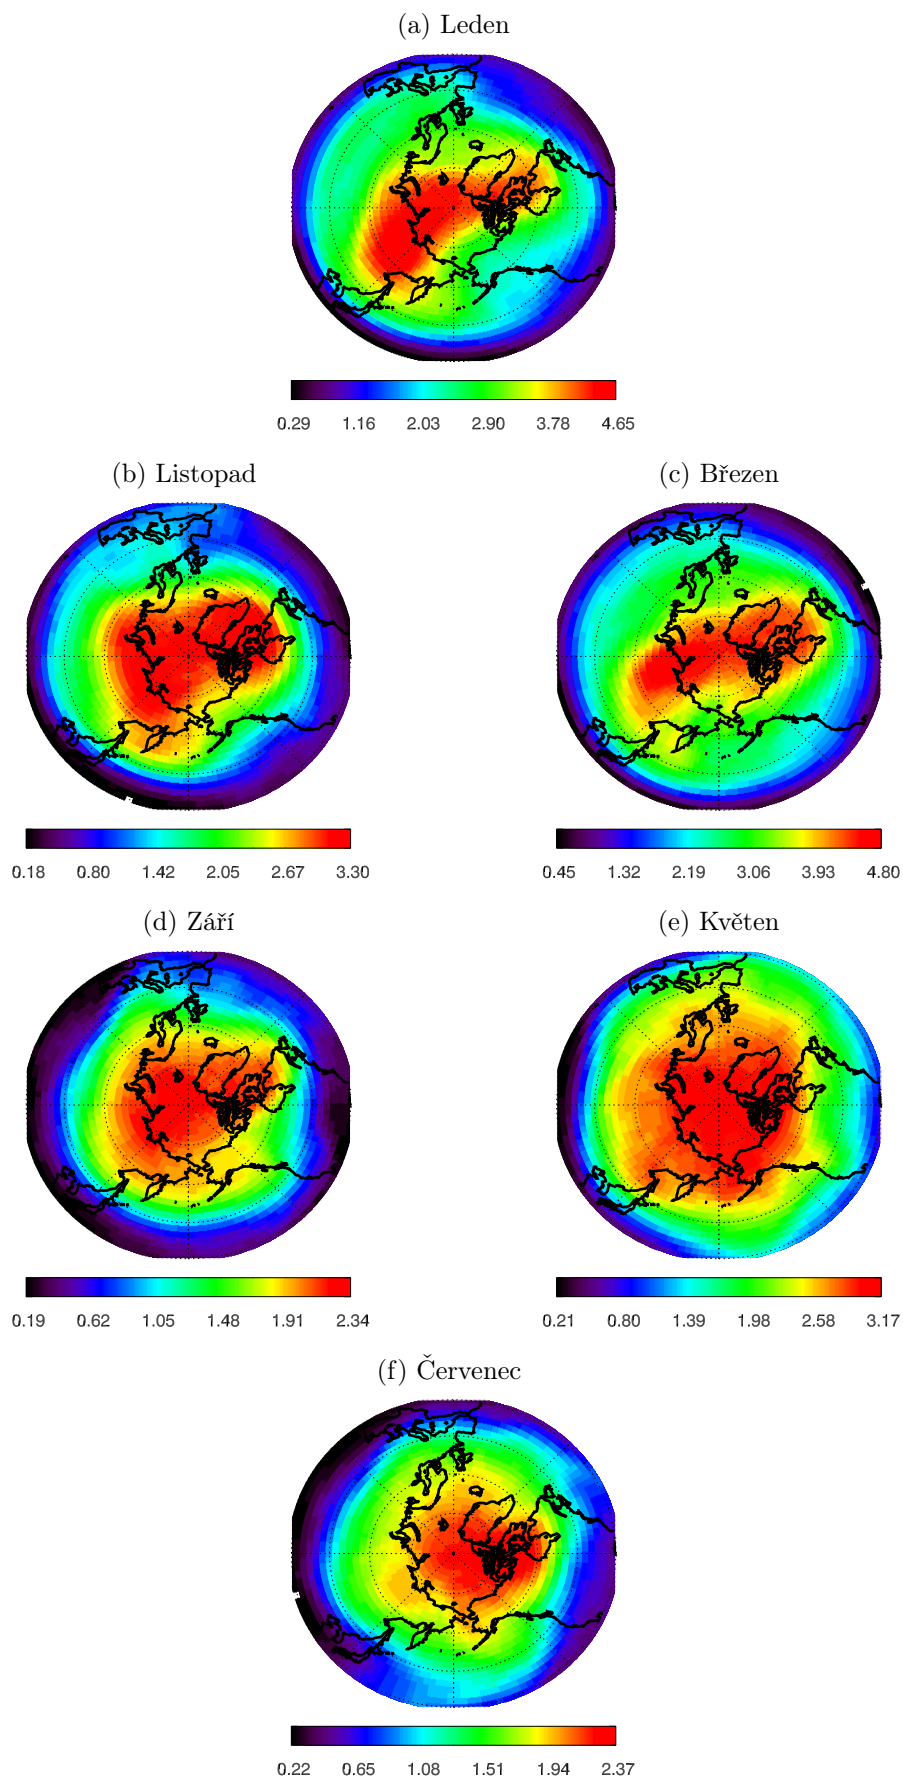 (a) Leden
0.29 1.16 2.03 2.90 3.78 4.65
(b) Listopad
(c) Březen
0.18 0.80 1.42 2.05 2.67 3.30
0.45 1.32 2.19 3.06 3.93 4.80
(d) Září
(e) Květen
0.19 0.62 1.05 1.48 1.91 2.34
0.21 0.80 1.39 1.98 2.58 3.17
(f) Červenec
0.22 0.65 1.08 1.51 1.94 2.37